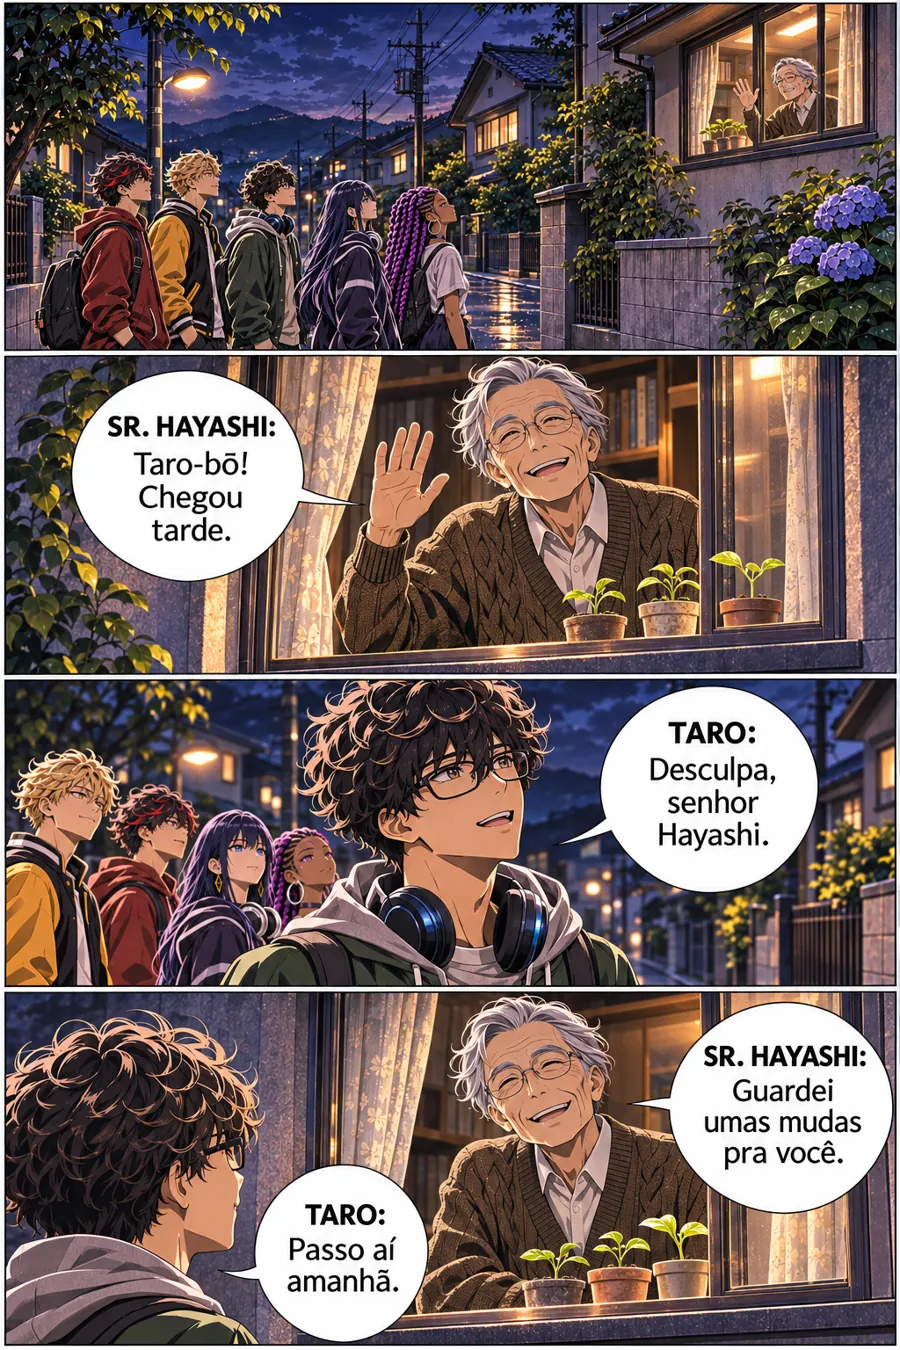 SR. HAYASHI:
Taro-bō!
Chegou
tarde.
TARO:
Desculpa,
senhor
Hayashi.
SR. HAYASHI:
Guardei
umas mudas
pra você.
TARO:
Passo aí
amanhã.